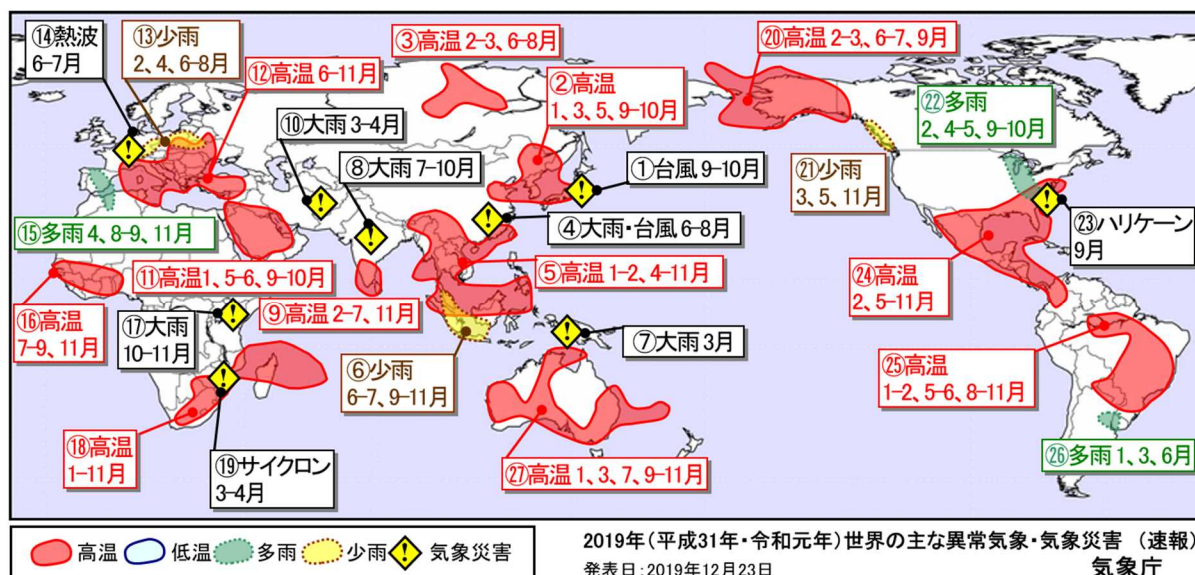 ⑭熱波
6-7月
⑬少雨
2、4、6-8月
③高温 2-3、6-8月
⑳高温 2-3、6-7、9月
⑫高温 6-11月
②高温
1、3、5、9-10月
㉒多雨
2、4-5、9-10月
⑩大雨 3-4月
⑧大雨 7-10月
①台風 9-10月
㉑少雨
3、5、11月
⑮多雨 4、8-9、11月
④大雨・台風 6-8月
㉓ハリケーン
9月
⑪高温1、5-6、9-10月
⑤高温 1-2、4-11月
㉔高温
2、5-11月
⑯高温
7-9、11月
⑰大雨
10-11月
⑨高温 2-7、11月
⑦大雨 3月
⑥少雨
6-7、9-11月
㉕高温
1-2、5-6、8-11月
⑱高温
1-11月
⑲サイクロン
3-4月
㉗高温 1、3、7、9-11月
㉖多雨 1、3、6月
高温 低温 多雨 少雨 気象災害
2019年(平成31年・令和元年)世界の主な異常気象・気象災害 (速報)
発表日:2019年12月23日
気象庁